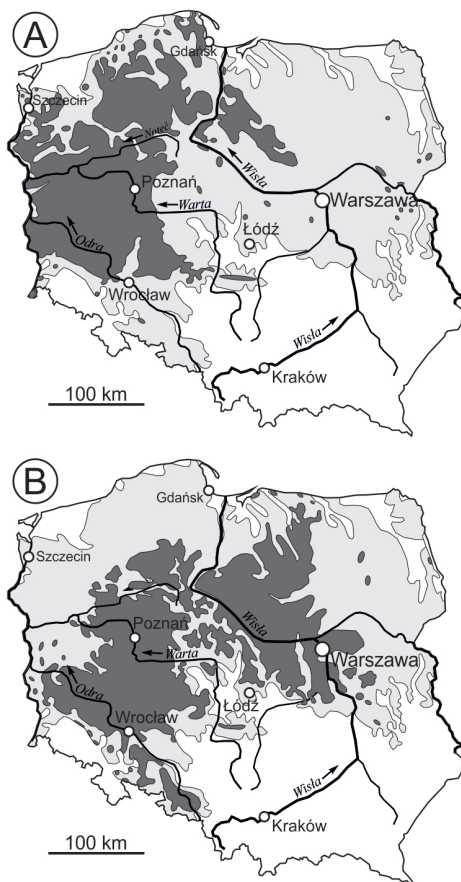 A
Gdańsk
Szczecin
Noteć
Wisła
Poznań
Warszawa
Warta
Łódź
Odra
Wrocław
Wisła
Kraków
100 km
B
Gdańsk
Szczecin
Poznań
Wisła
Warta
Warszawa
Odra
Łódź
Wrocław
Wisła
Kraków
100 km